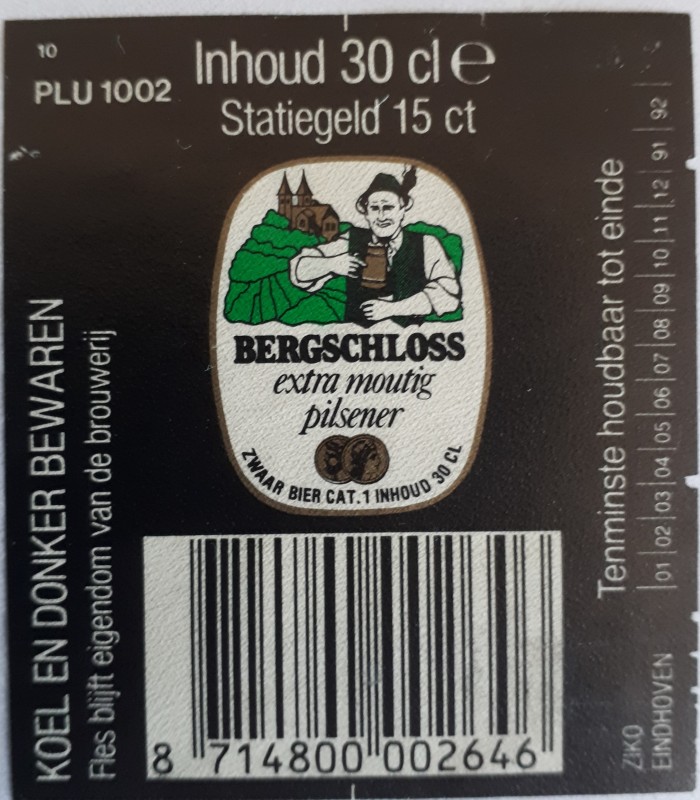 10
PLU 1002
Inhoud 30 cl ℮
Statiegeld 15 ct
BERGSCHLOSS
extra moutig
pilsener
ZWAAR BIER CAT.1 INHOUD 30 CL
8 714800 002646
KOEL EN DONKER BEWAREN
Fles blijft eigendom van de brouwerij
Tenminste houdbaar tot einde
01 | 02 | 03 | 04 | 05 | 06 | 07 | 08 | 09 | 10 | 11 | 12 | 91 | 92
ZIKO
EINDHOVEN